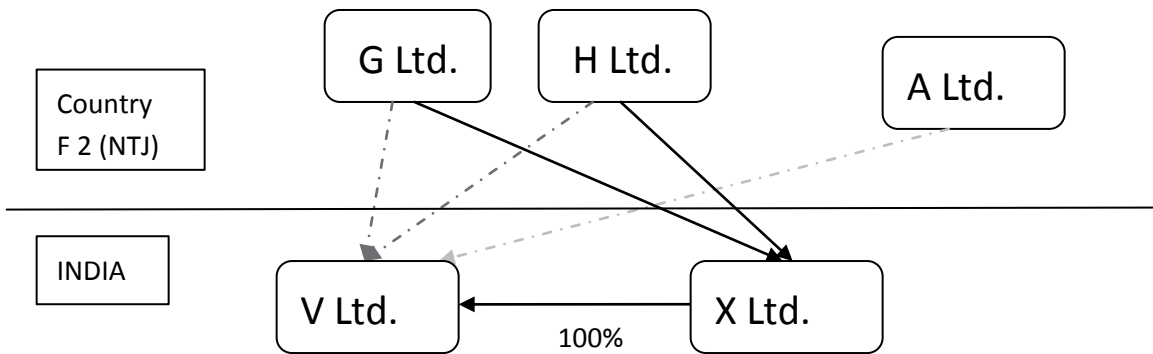 G Ltd.
H Ltd.
A Ltd.
Country
F 2 (NTJ)
INDIA
V Ltd.
X Ltd.
100%